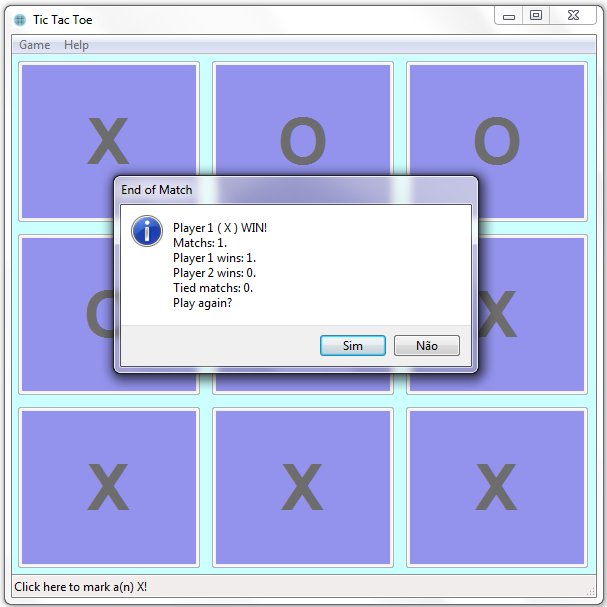 Tic Tac Toe
Game Help
X O O
End of Match
Player 1 ( X ) WIN!
Matchs: 1.
Player 1 wins: 1.
Player 2 wins: 0.
Tied matchs: 0.
Play again?
Sim Não
X
X X X
Click here to mark a(n) X!